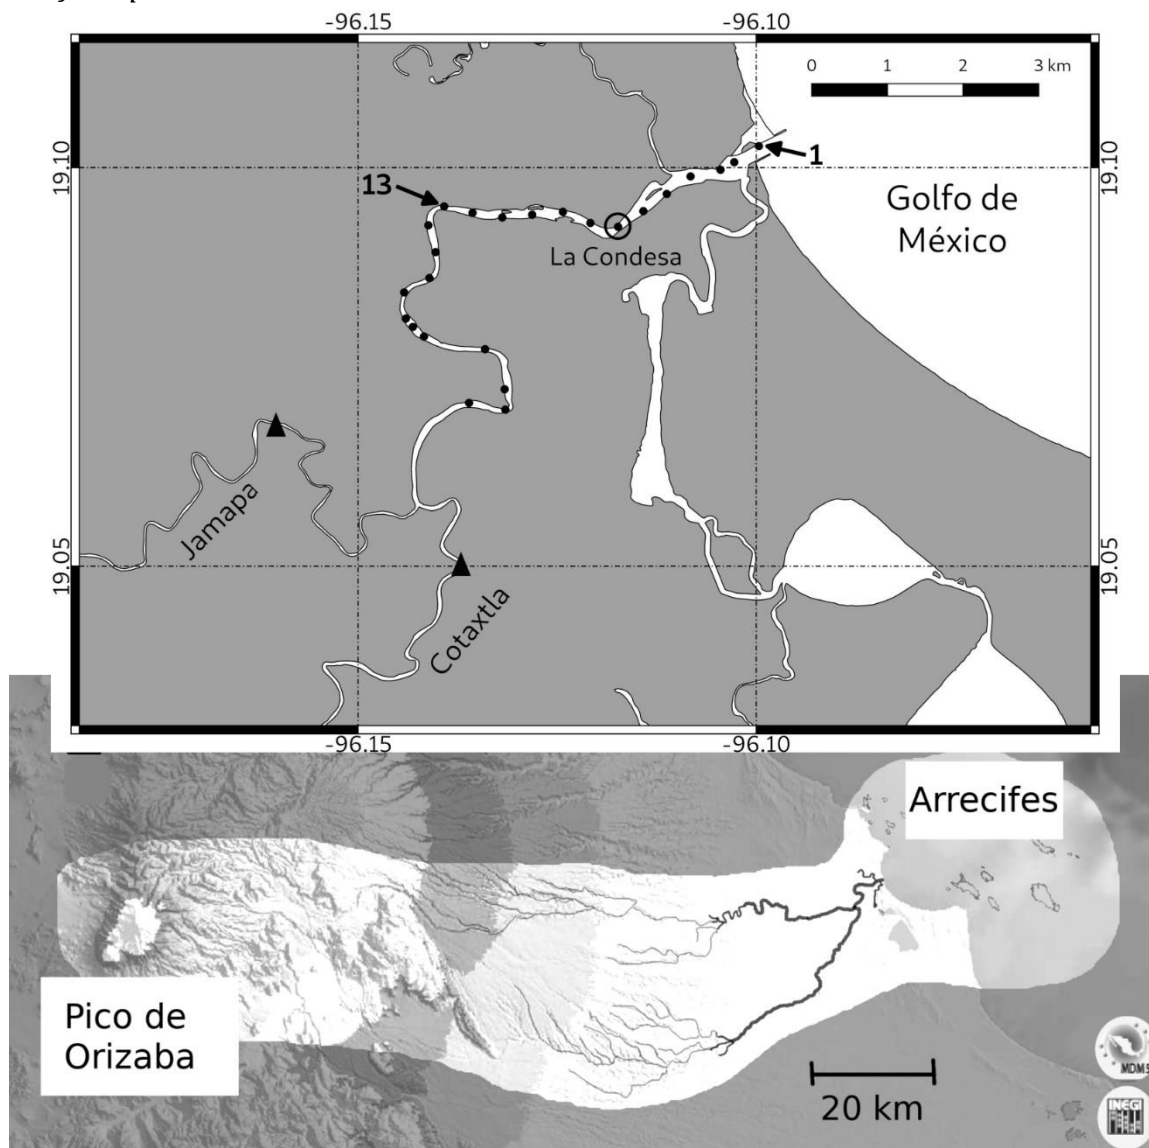 -96.15
-96.10
0 1 2 3 km
19.10
19.10
1
13
Golfo de
México
La Condesa
Jamapa
19.05
19.05
Cotaxtla
-96.15
-96.10
Arrecifes
Pico de
Orizaba
20 km
INEGI